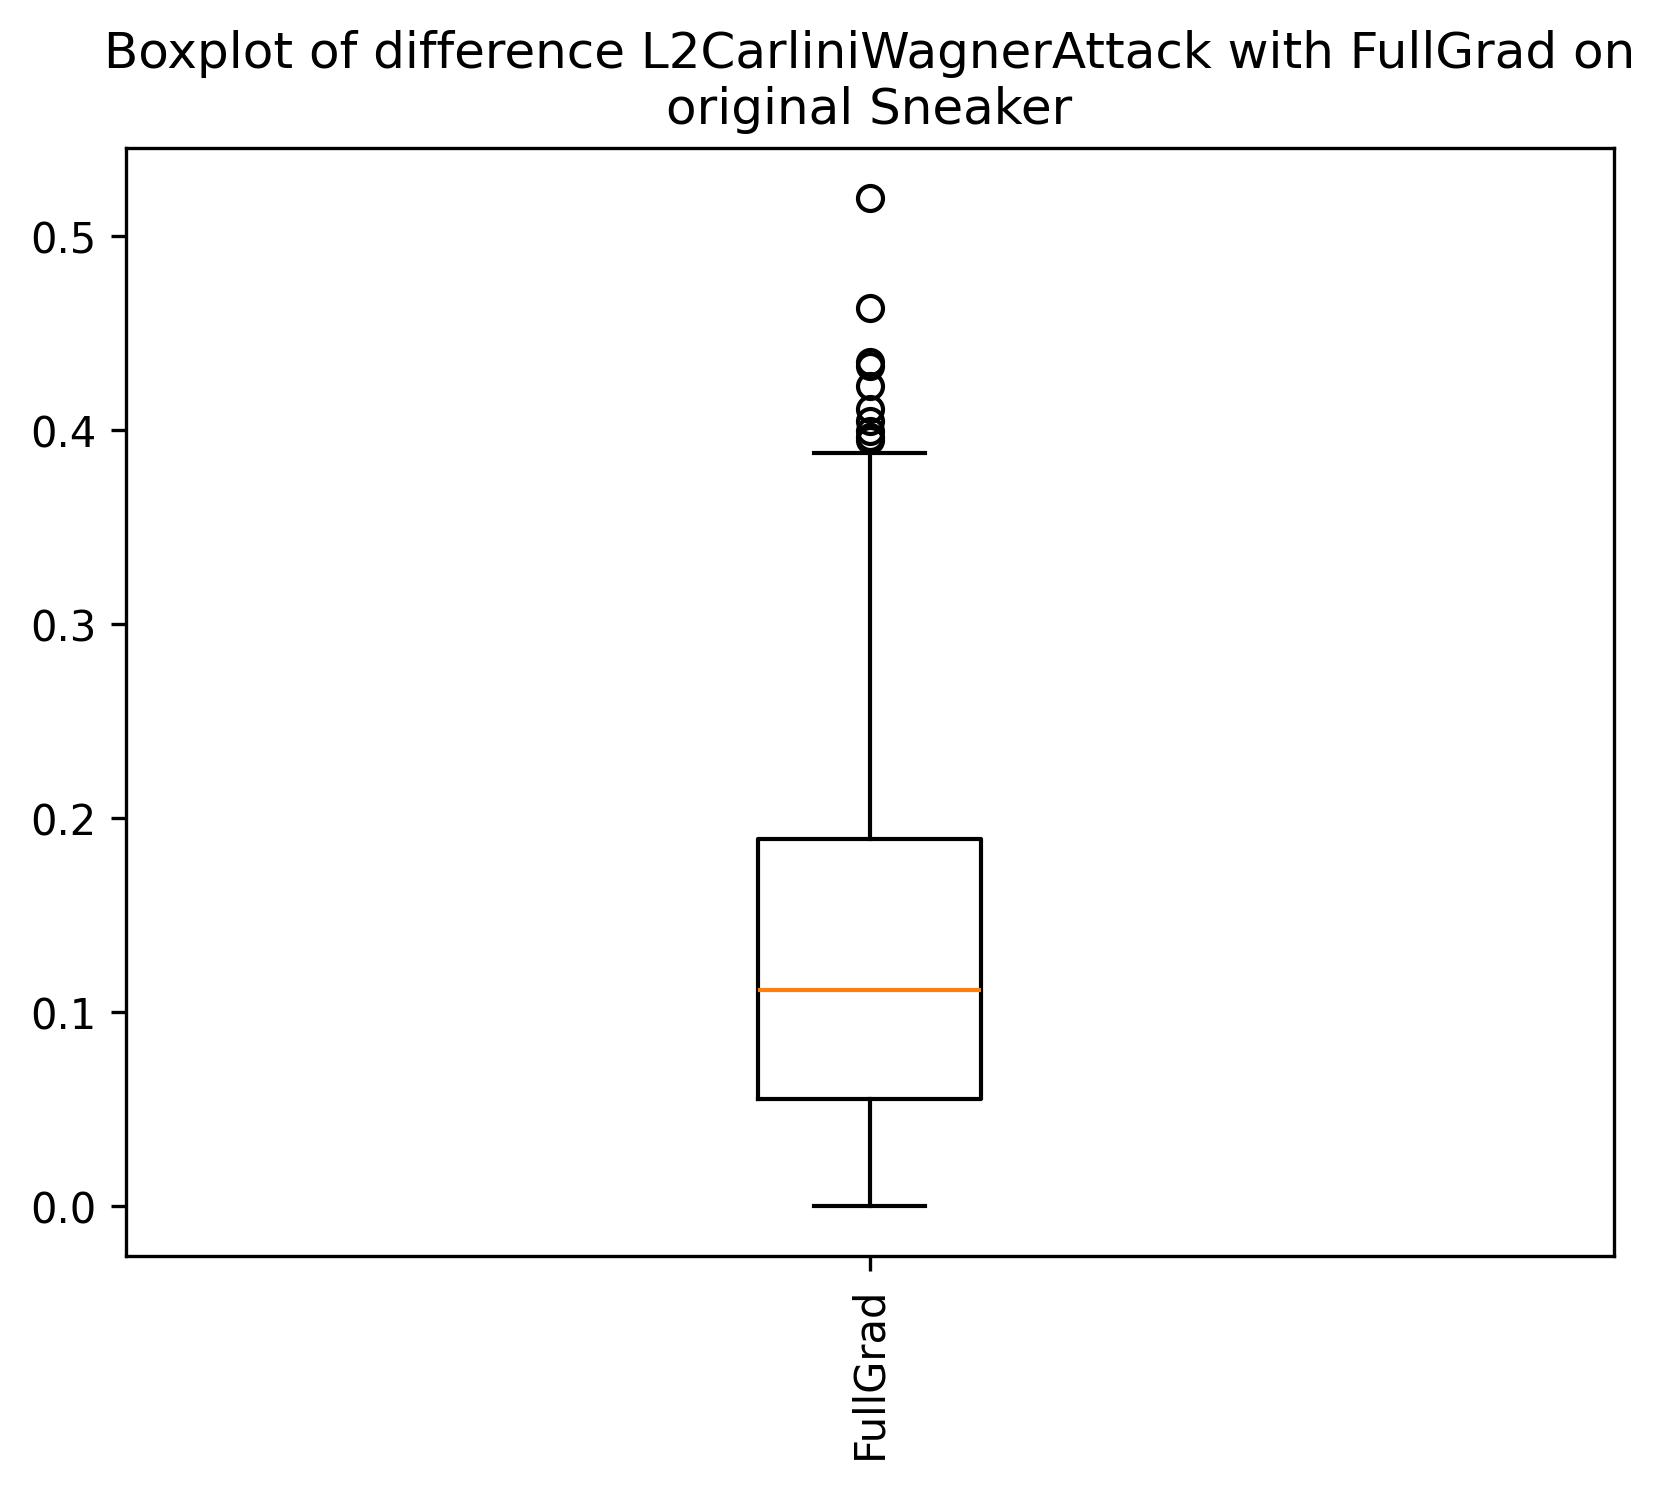 Boxplot of difference L2CarliniWagnerAttack with FullGrad on
original Sneaker
0.5
0.4
0.3
0.2
0.1
0.0
FullGrad